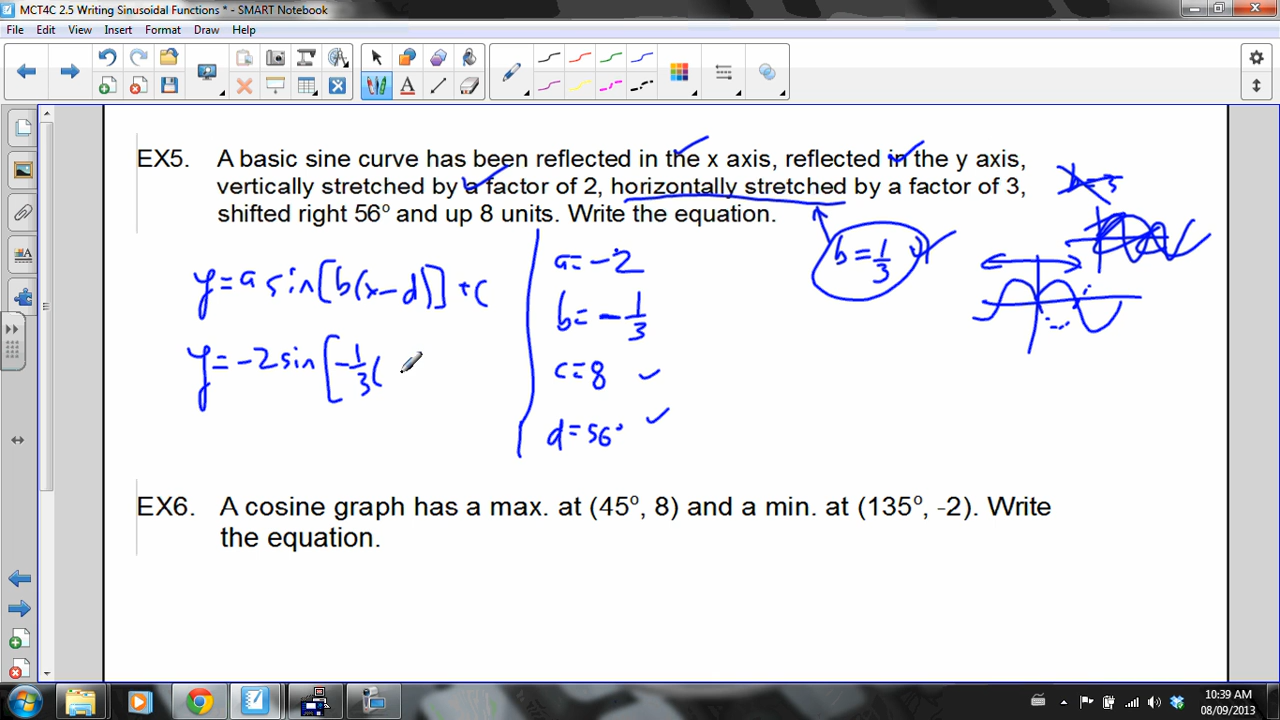 MCT4C 2.5 Writing Sinusoidal Functions * - SMART Notebook
File Edit View Insert Format Draw Help
EX5. A basic sine curve has been reflected in the x axis, reflected in the y axis,
vertically stretched by a factor of 2, horizontally stretched by a factor of 3,
shifted right 56º and up 8 units. Write the equation.
b = 3
b = 1/3
y = a sin[b(x-d)] + c
y = -2 sin[-1/3(
a = -2
b = -1/3
c = 8
d = 56°
EX6. A cosine graph has a max. at (45º, 8) and a min. at (135º, -2). Write
the equation.
10:39 AM
08/09/2013